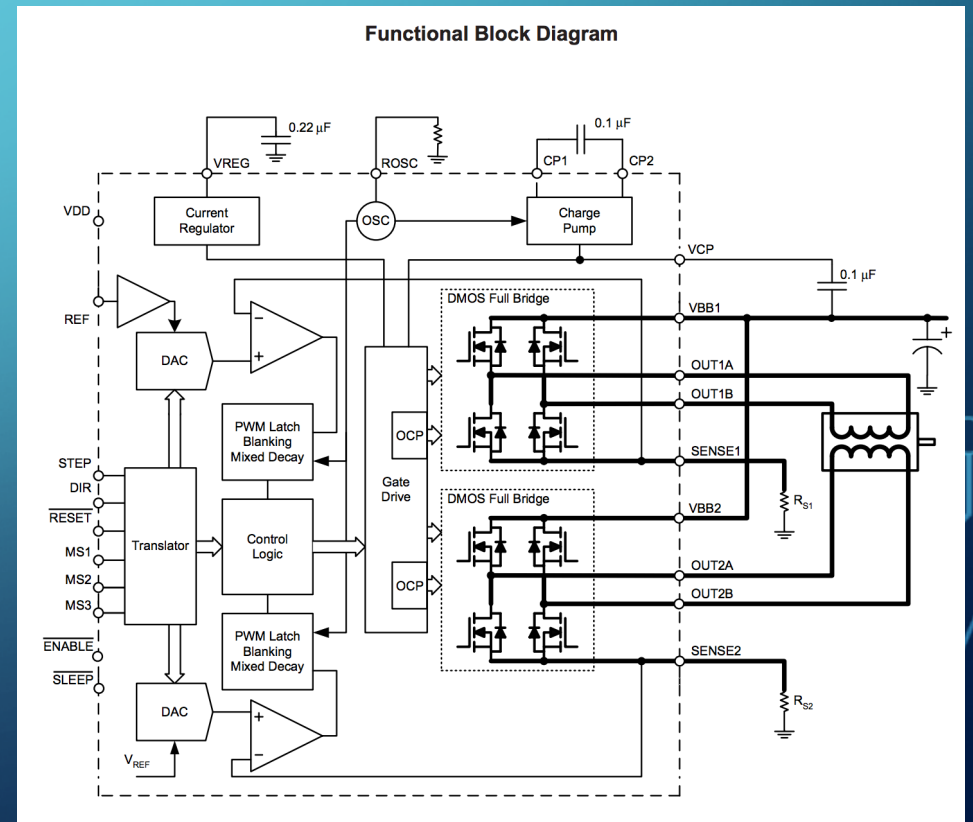 Functional Block Diagram
0.22 µF
0.1 µF
VREG
ROSC
CP1
CP2
VDD
Current
Regulator
OSC
Charge
Pump
VCP
0.1 µF
REF
DMOS Full Bridge
VBB1
+
−
+
DAC
OUT1A
OUT1B
PWM Latch
Blanking
Mixed Decay
OCP
SENSE1
STEP
DIR
RESET
MS1
MS2
MS3
Translator
Control
Logic
Gate
Drive
DMOS Full Bridge
RS1
VBB2
OUT2A
OCP
OUT2B
ENABLE
SLEEP
PWM Latch
Blanking
Mixed Decay
SENSE2
DAC
+
−
RS2
VREF